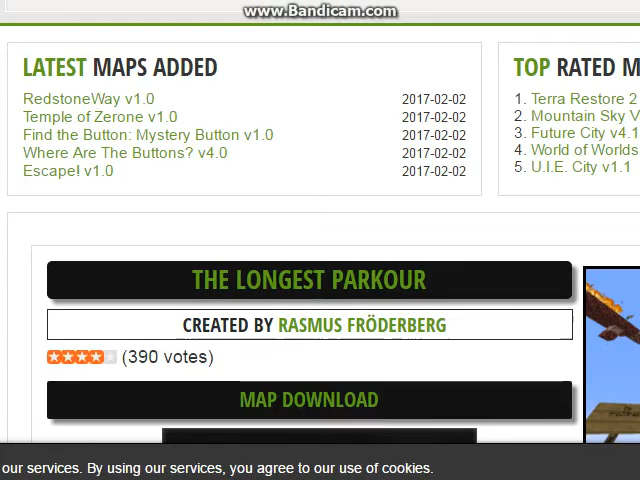 www.Bandicam.com
LATEST MAPS ADDED
RedstoneWay v1.0 2017-02-02
Temple of Zerone v1.0 2017-02-02
Find the Button: Mystery Button v1.0 2017-02-02
Where Are The Buttons? v4.0 2017-02-02
Escape! v1.0 2017-02-02
TOP RATED M
1. Terra Restore 2
2. Mountain Sky V
3. Future City v4.1
4. World of Worlds
5. U.I.E. City v1.1
THE LONGEST PARKOUR
CREATED BY RASMUS FRÖDERBERG
(390 votes)
MAP DOWNLOAD
our services. By using our services, you agree to our use of cookies.